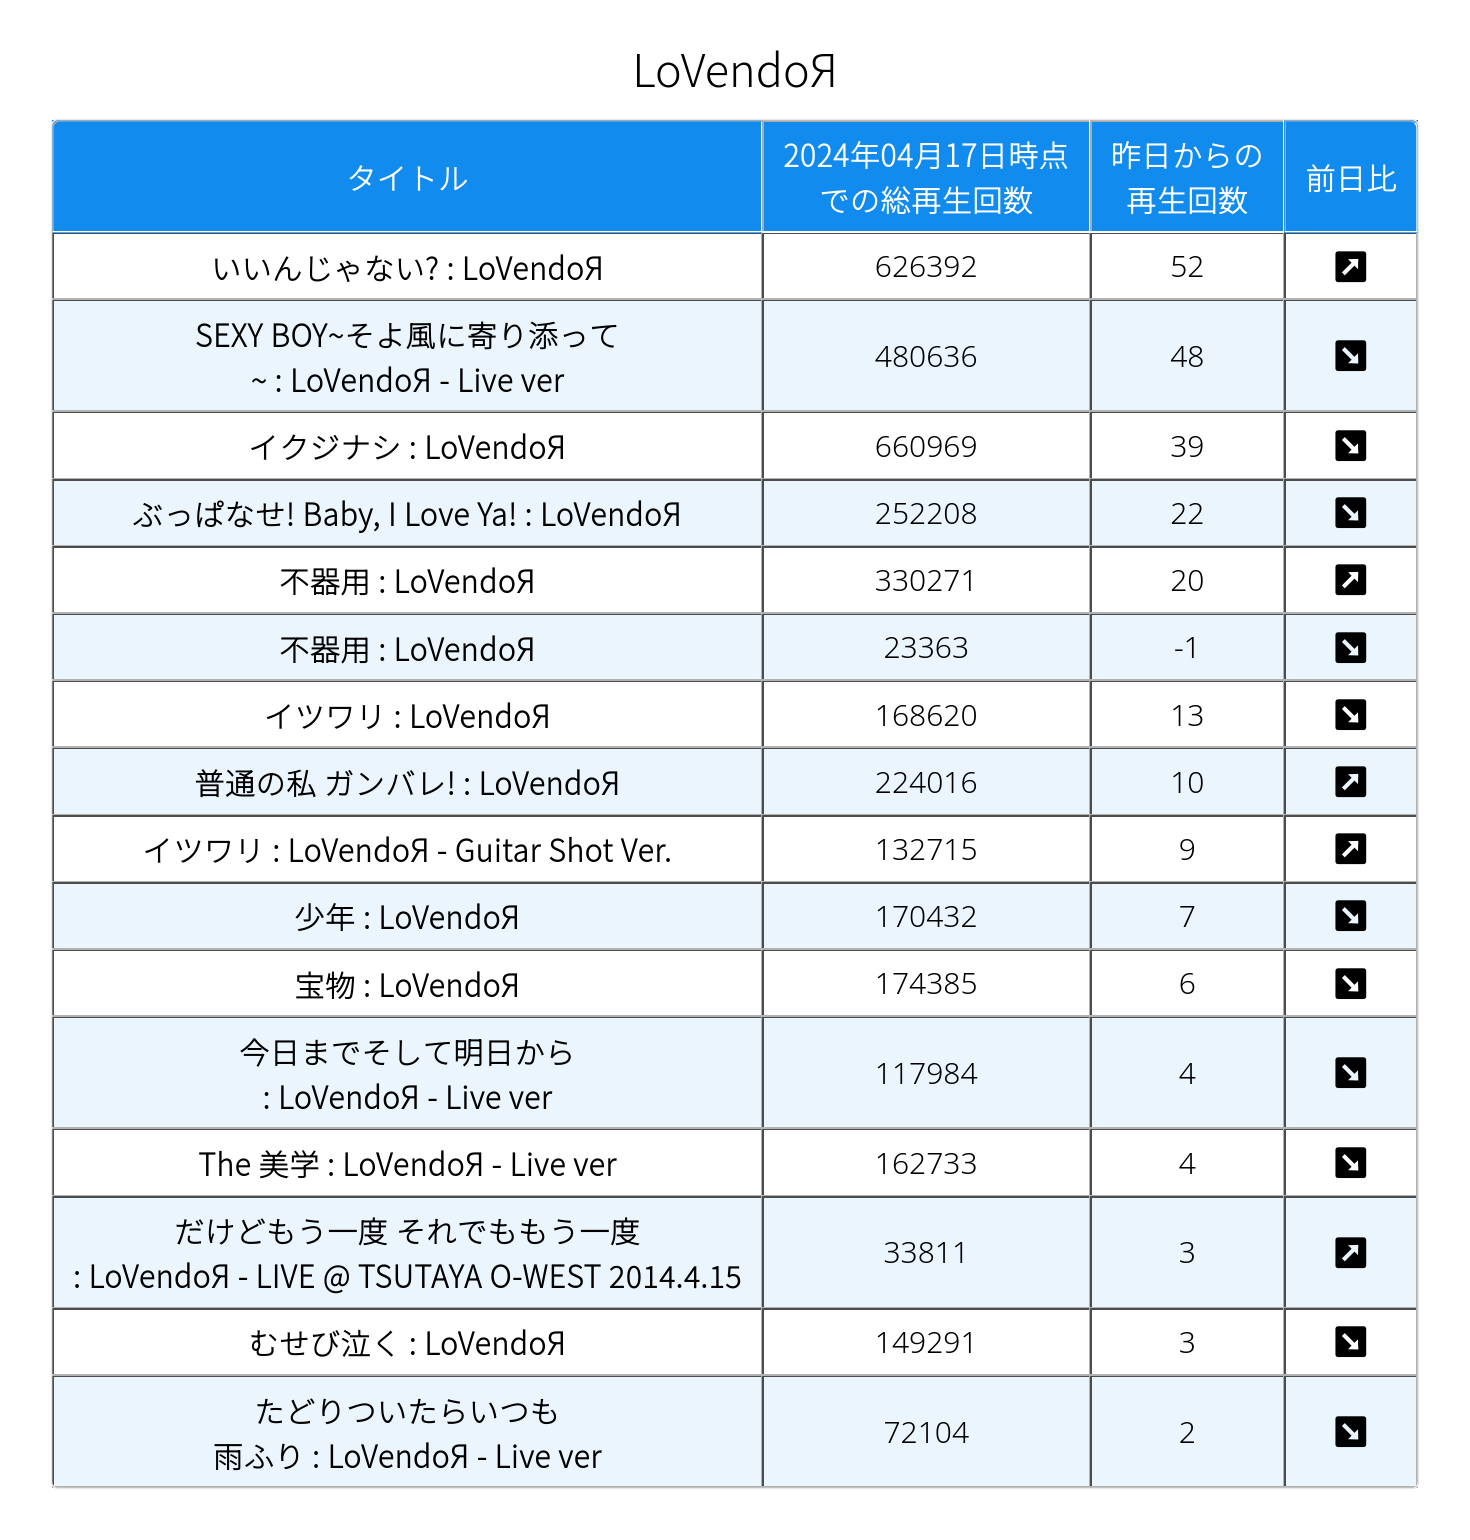 LoVendoЯ
タイトル
2024年04月17日時点
での総再生回数
昨日からの
再生回数
前日比
いいんじゃない? : LoVendoЯ
626392
52
SEXY BOY~そよ風に寄り添って
~ : LoVendoЯ - Live ver
480636
48
イクジナシ : LoVendoЯ
660969
39
ぶっぱなせ! Baby, I Love Ya! : LoVendoЯ
252208
22
不器用 : LoVendoЯ
330271
20
不器用 : LoVendoЯ
23363
-1
イツワリ : LoVendoЯ
168620
13
普通の私 ガンバレ! : LoVendoЯ
224016
10
イツワリ : LoVendoЯ - Guitar Shot Ver.
132715
9
少年 : LoVendoЯ
170432
7
宝物 : LoVendoЯ
174385
6
今日までそして明日から
: LoVendoЯ - Live ver
117984
4
The 美学 : LoVendoЯ - Live ver
162733
4
だけどもう一度 それでももう一度
: LoVendoЯ - LIVE @ TSUTAYA O-WEST 2014.4.15
33811
3
むせび泣く : LoVendoЯ
149291
3
たどりついたらいつも
雨ふり : LoVendoЯ - Live ver
72104
2